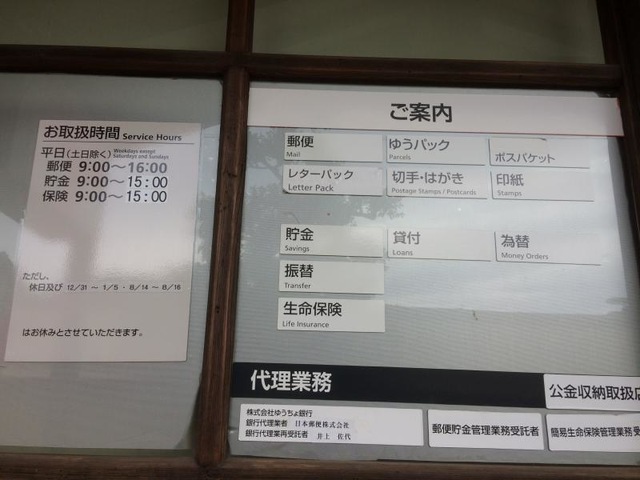 お取扱時間 Service Hours
平日(土日除く) Weekdays except Saturdays and Sundays
郵便 9:00〜16:00
貯金 9:00〜15:00
保険 9:00〜15:00
ただし、
休日及び 12/31 〜 1/5 ・ 8/14 〜 8/16
はお休みとさせていただきます。
ご案内
郵便 ゆうパック ポスパケット
Mail Parcels
レターパック 切手・はがき 印紙
Letter Pack Postage Stamps / Postcards Stamps
貯金 貸付 為替
Savings Loans Money Orders
振替
Transfer
生命保険
Life Insurance
代理業務
公金収納取扱店
株式会社ゆうちょ銀行
銀行代理業者 日本郵便株式会社
銀行代理業再受託者 井上 佐代
郵便貯金管理業務受託者
簡易生命保険管理業務受